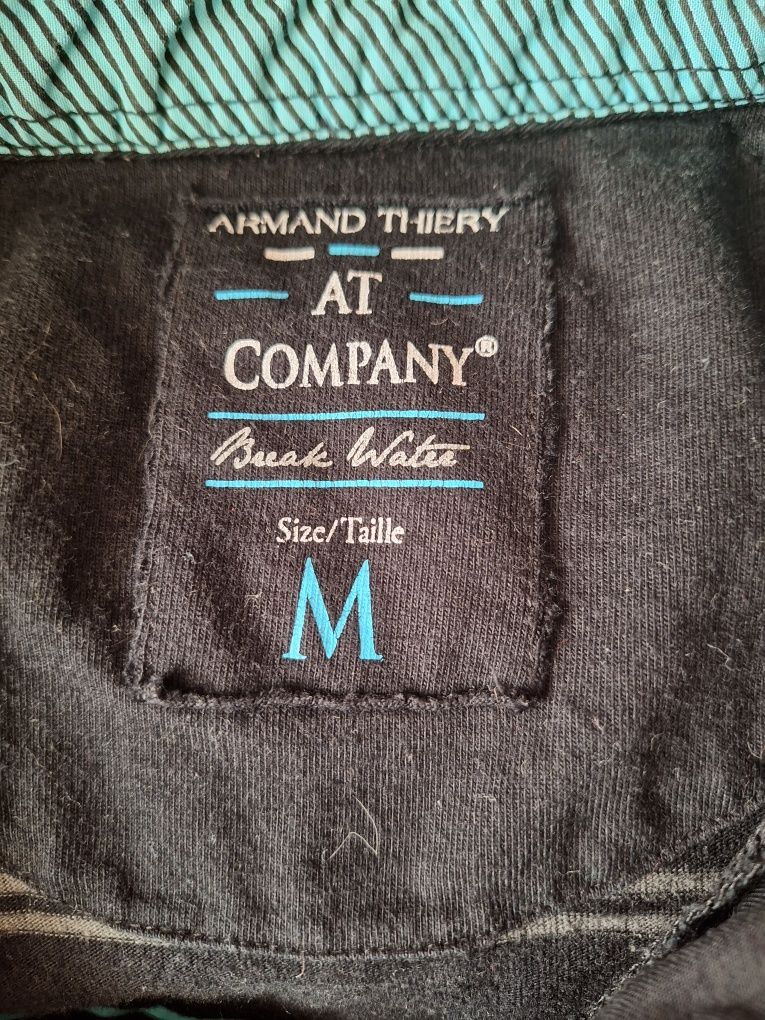 ARMAND THIERY
AT
COMPANY®
Break Water
Size/Taille
M